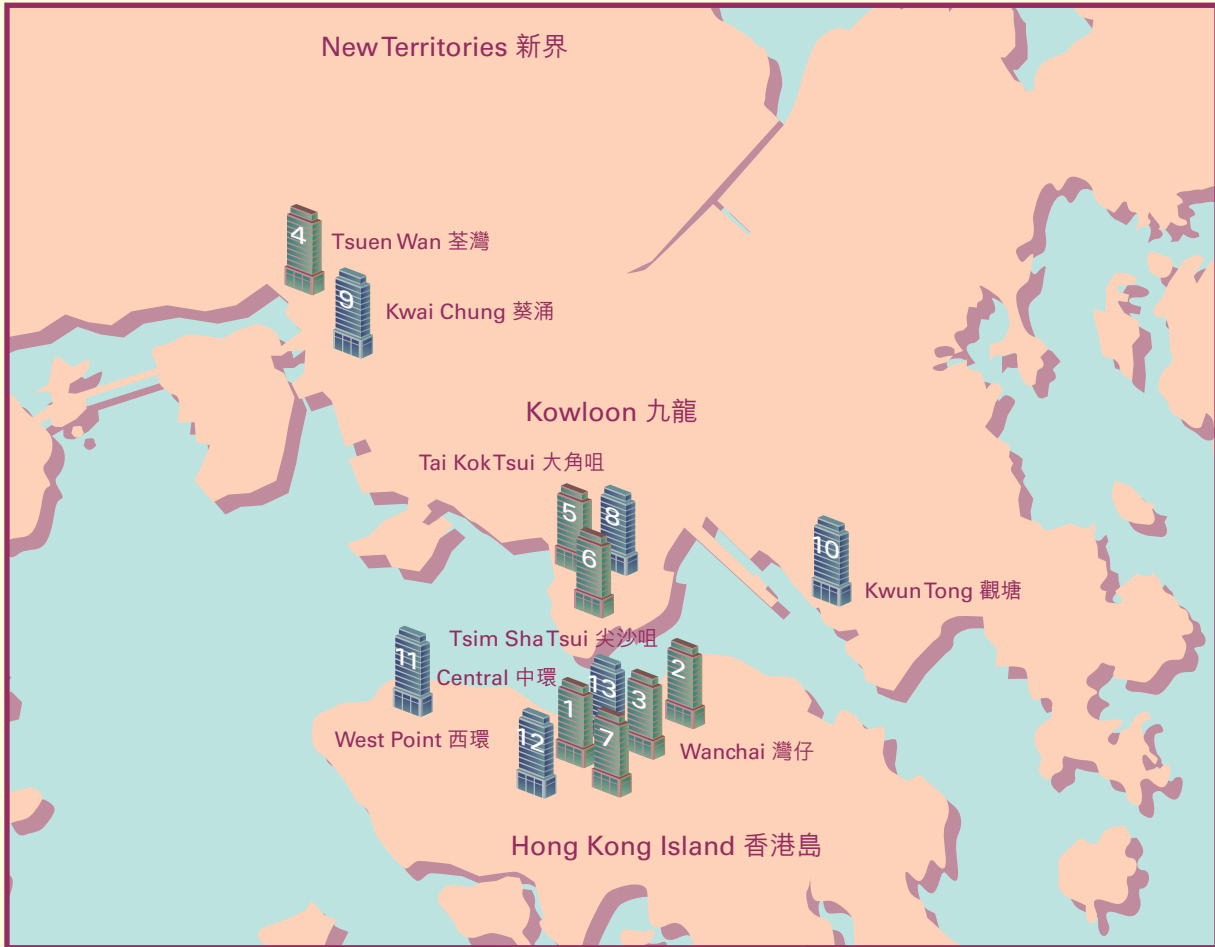 New Territories 新界
4
Tsuen Wan 荃灣
9
Kwai Chung 葵涌
Kowloon 九龍
Tai Kok Tsui 大角咀
5
8
6
10
Kwun Tong 觀塘
Tsim Sha Tsui 尖沙咀
11
Central 中環
13
2
3
1
7
12
West Point 西環
Wanchai 灣仔
Hong Kong Island 香港島